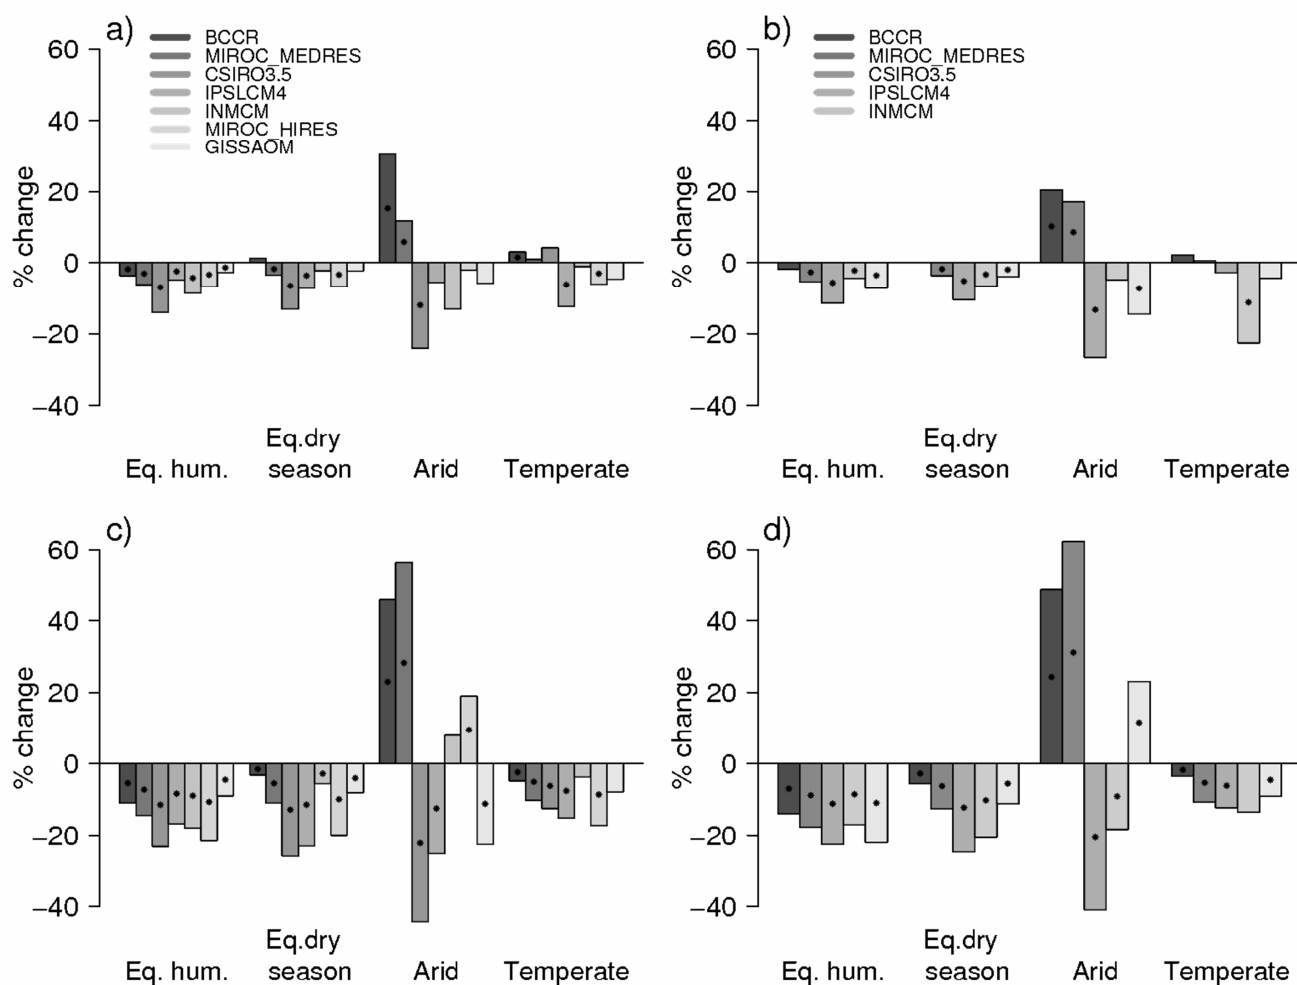 a)
BCCR
MIROC_MEDRES
CSIRO3.5
IPSLCM4
INMCM
MIROC_HIRES
GISSAOM
% change
60
40
20
0
−20
−40
Eq. hum.
Eq.dry
season
Arid
Temperate
b)
BCCR
MIROC_MEDRES
CSIRO3.5
IPSLCM4
INMCM
% change
60
40
20
0
−20
−40
Eq. hum.
Eq.dry
season
Arid
Temperate
c)
% change
60
40
20
0
−20
−40
Eq. hum.
Eq.dry
season
Arid
Temperate
d)
% change
60
40
20
0
−20
−40
Eq. hum.
Eq.dry
season
Arid
Temperate